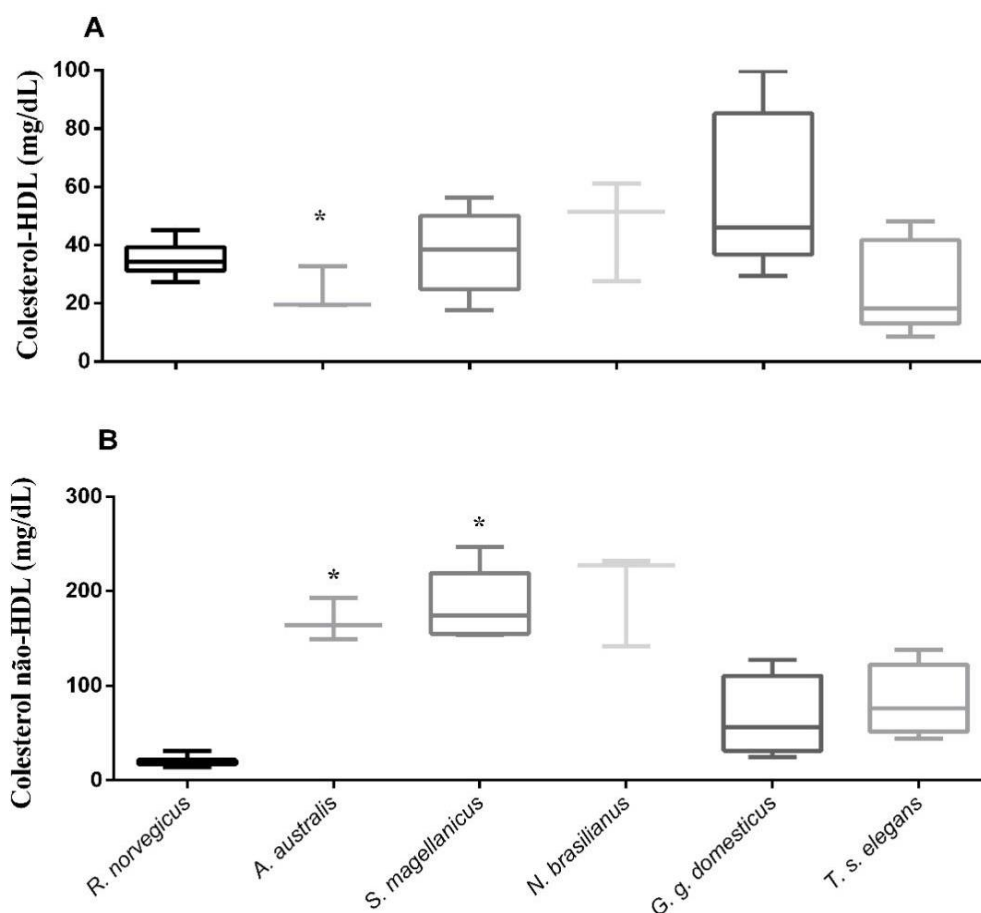 A
Colesterol-HDL (mg/dL)
100
80
60
40
20
0
*
B
Colesterol não-HDL (mg/dL)
300
200
100
0
*
*
R. norvegicus
A. australis
S. magellanicus
N. brasilianus
G. g. domesticus
T. s. elegans